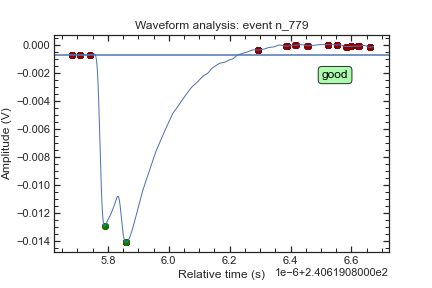 Waveform analysis: event n_779
0.000
−0.002
−0.004
−0.006
−0.008
−0.010
−0.012
−0.014
Amplitude (V)
good
5.8
6.0
6.2
6.4
6.6
Relative time (s)
1e−6+2.4061908000e2